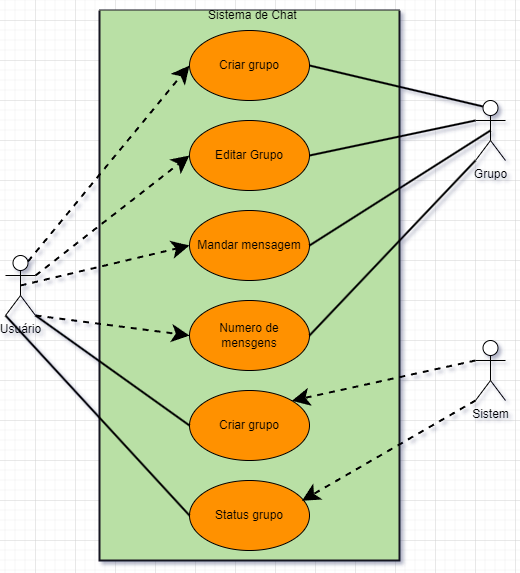 Sistema de Chat
Criar grupo
Editar Grupo
Grupo
Mandar mensagem
Usuário
Numero de
mensgens
Criar grupo
Sistem
Status grupo